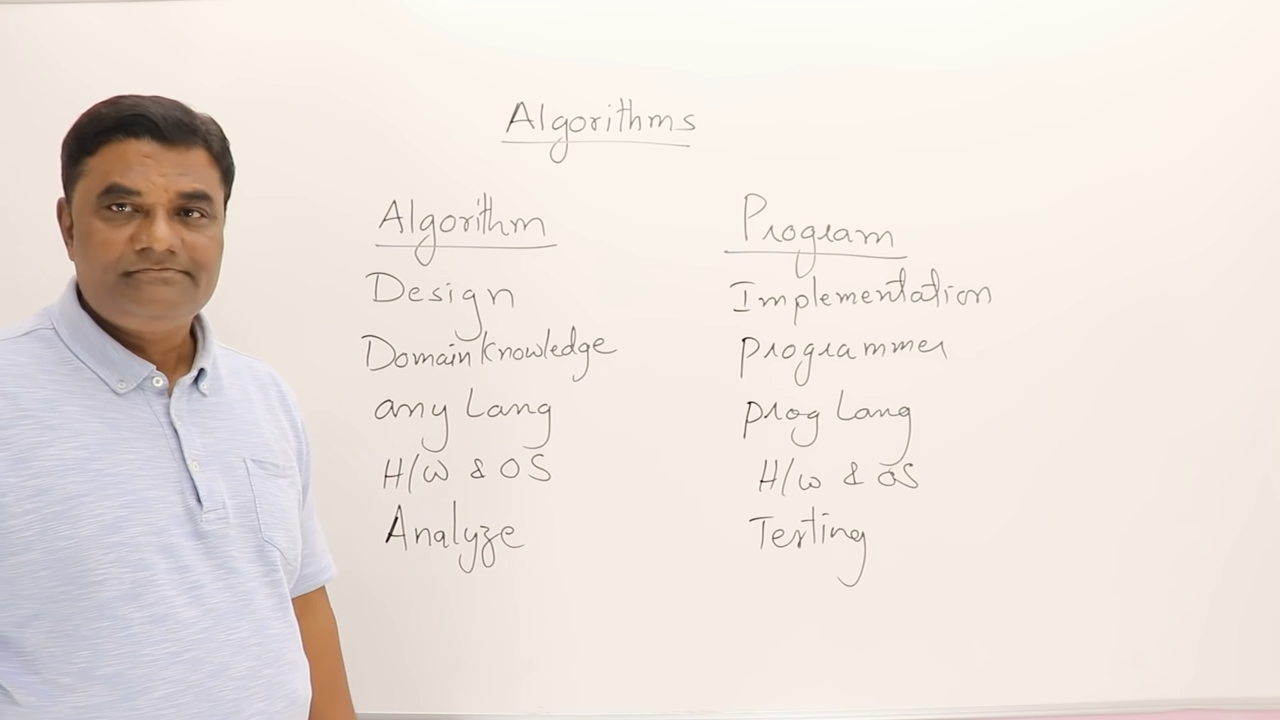 Algorithms
Algorithm
Design
Domain knowledge
any Lang
H/W & OS
Analyze
Program
Implementation
programmer
prog Lang
H/w & OS
Testing